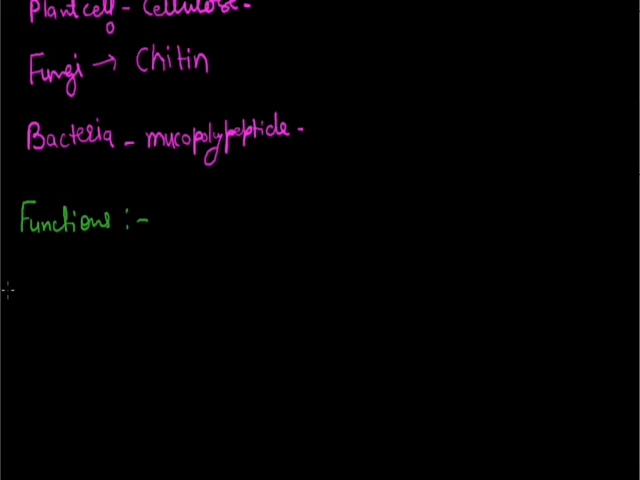 Plant cell - Cellulose -
Fungi → Chitin
Bacteria - mucopolypeptide -
Functions :-